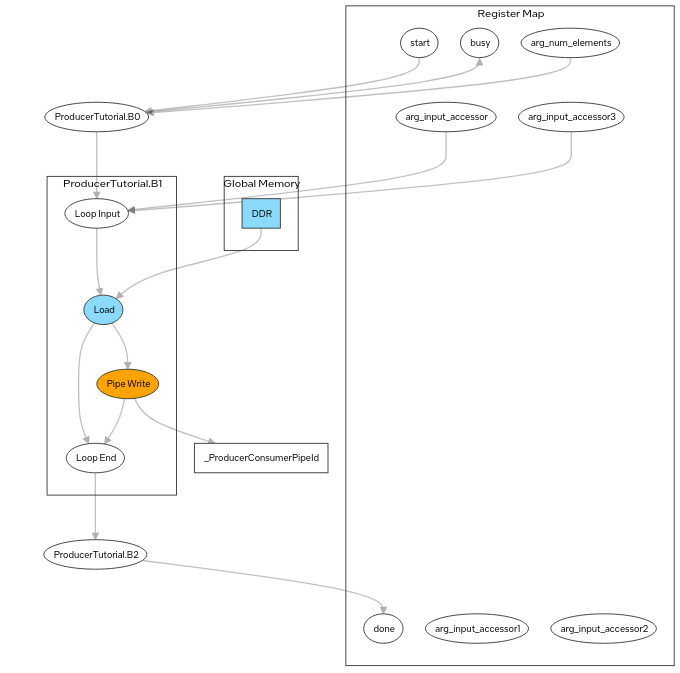 Register Map
start
busy
arg_num_elements
ProducerTutorial.B0
arg_input_accessor
arg_input_accessor3
ProducerTutorial.B1
Global Memory
Loop Input
DDR
Load
Pipe Write
Loop End
_ProducerConsumerPipeId
ProducerTutorial.B2
done
arg_input_accessor1
arg_input_accessor2